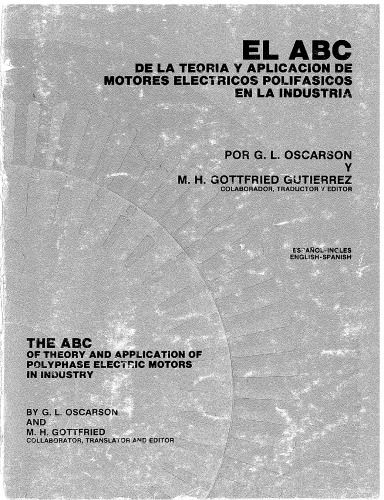 EL ABC
DE LA TEORIA Y APLICACION DE
MOTORES ELECTRICOS POLIFASICOS
EN LA INDUSTRIA
POR G. L. OSCARSON
Y
M. H. GOTTFRIED GUTIERREZ
COLABORADOR, TRADUCTOR Y EDITOR
ESPAÑOL-INGLES
ENGLISH-SPANISH
THE ABC
OF THEORY AND APPLICATION OF
POLYPHASE ELECTRIC MOTORS
IN INDUSTRY
BY G. L. OSCARSON
AND
M. H. GOTTFRIED
COLLABORATOR, TRANSLATOR AND EDITOR